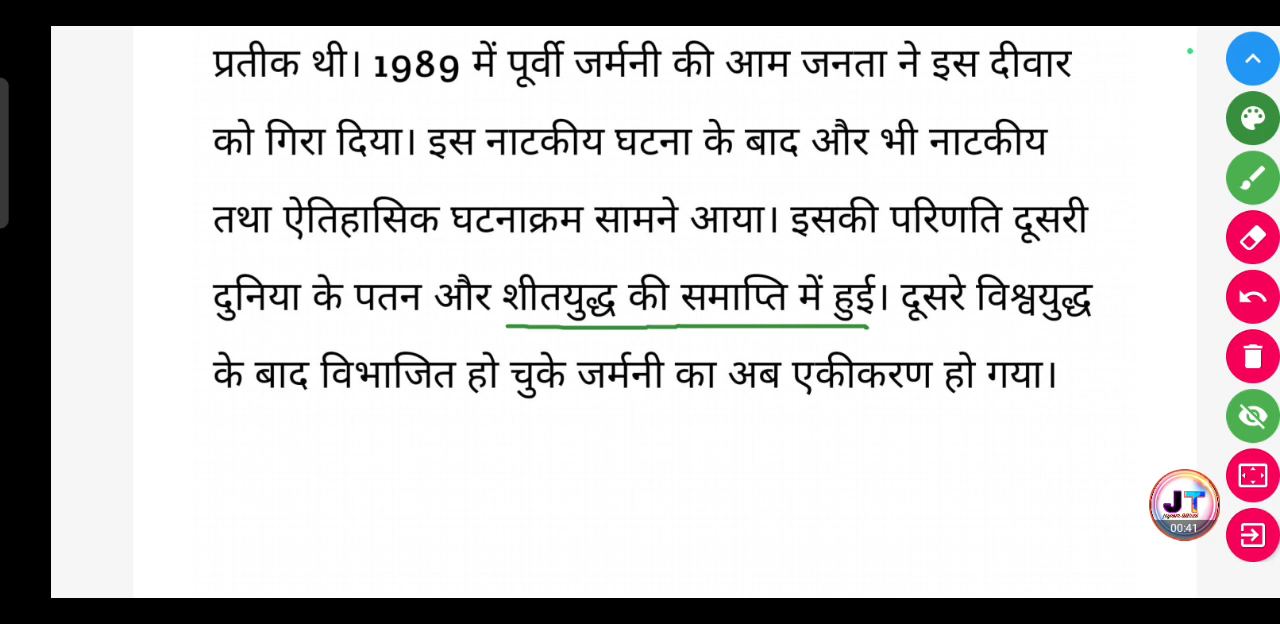 प्रतीक थी। 1989 में पूर्वी जर्मनी की आम जनता ने इस दीवार
को गिरा दिया। इस नाटकीय घटना के बाद और भी नाटकीय
तथा ऐतिहासिक घटनाक्रम सामने आया। इसकी परिणति दूसरी
दुनिया के पतन और शीतयुद्ध की समाप्ति में हुई। दूसरे विश्वयुद्ध
के बाद विभाजित हो चुके जर्मनी का अब एकीकरण हो गया।
JT
00:41